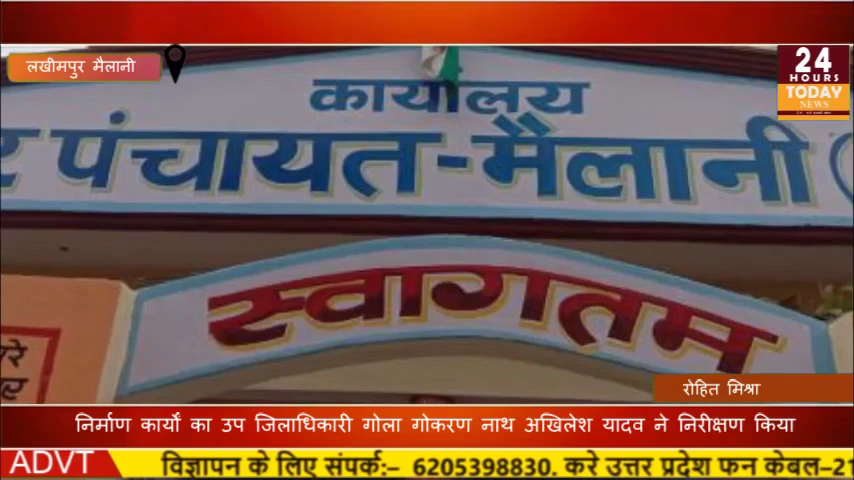 लखीमपुर मैलानी
24
HOURS
TODAY
NEWS
कार्यालय
र पंचायत-मैलानी
स्वागतम
रे
र
रोहित मिश्रा
निर्माण कार्यों का उप जिलाधिकारी गोला गोकरण नाथ अखिलेश यादव ने निरीक्षण किया
ADVT विज्ञापन के लिए संपर्क:– 6205398830. करे उत्तर प्रदेश फन केबल–21